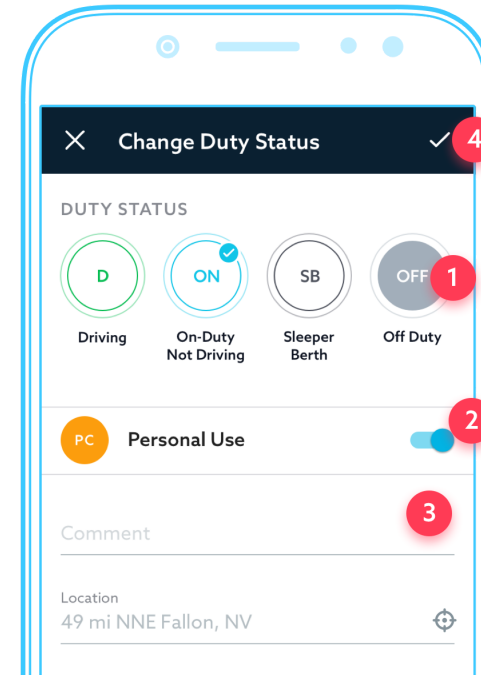 Change Duty Status
4
DUTY STATUS
D
ON
SB
OFF
1
Driving
On-Duty
Not Driving
Sleeper
Berth
Off Duty
PC
Personal Use
2
3
Comment
Location
49 mi NNE Fallon, NV